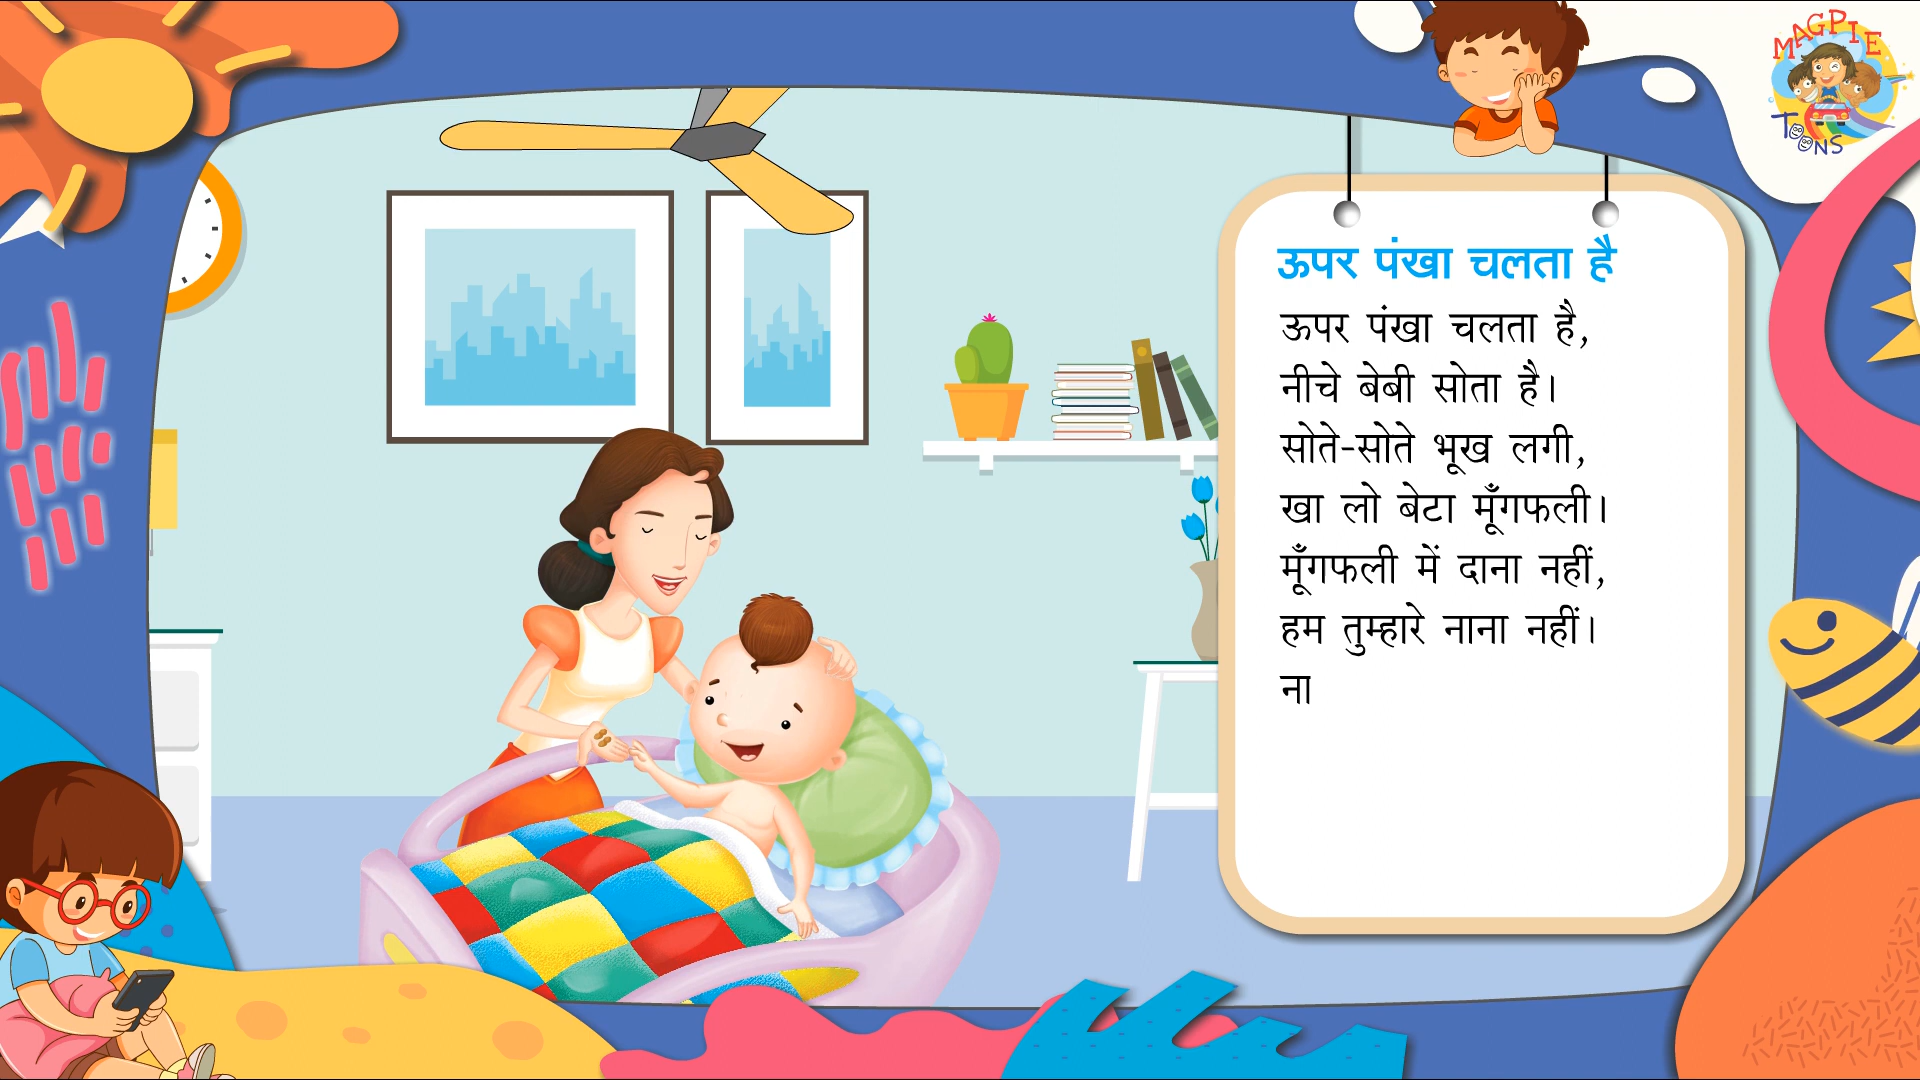 MAGPIE
TOONS
ऊपर पंखा चलता है
ऊपर पंखा चलता है,
नीचे बेबी सोता है।
सोते-सोते भूख लगी,
खा लो बेटा मूँगफली।
मूँगफली में दाना नहीं,
हम तुम्हारे नाना नहीं।
ना